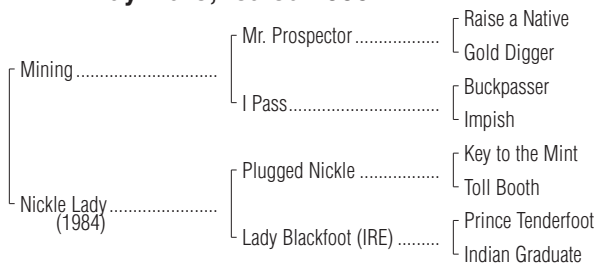 Raise a Native
Mr. Prospector
Gold Digger
Mining
Buckpasser
I Pass
Impish
Key to the Mint
Plugged Nickle
Toll Booth
Nickle Lady
(1984)
Prince Tenderfoot
Lady Blackfoot (IRE)
Indian Graduate